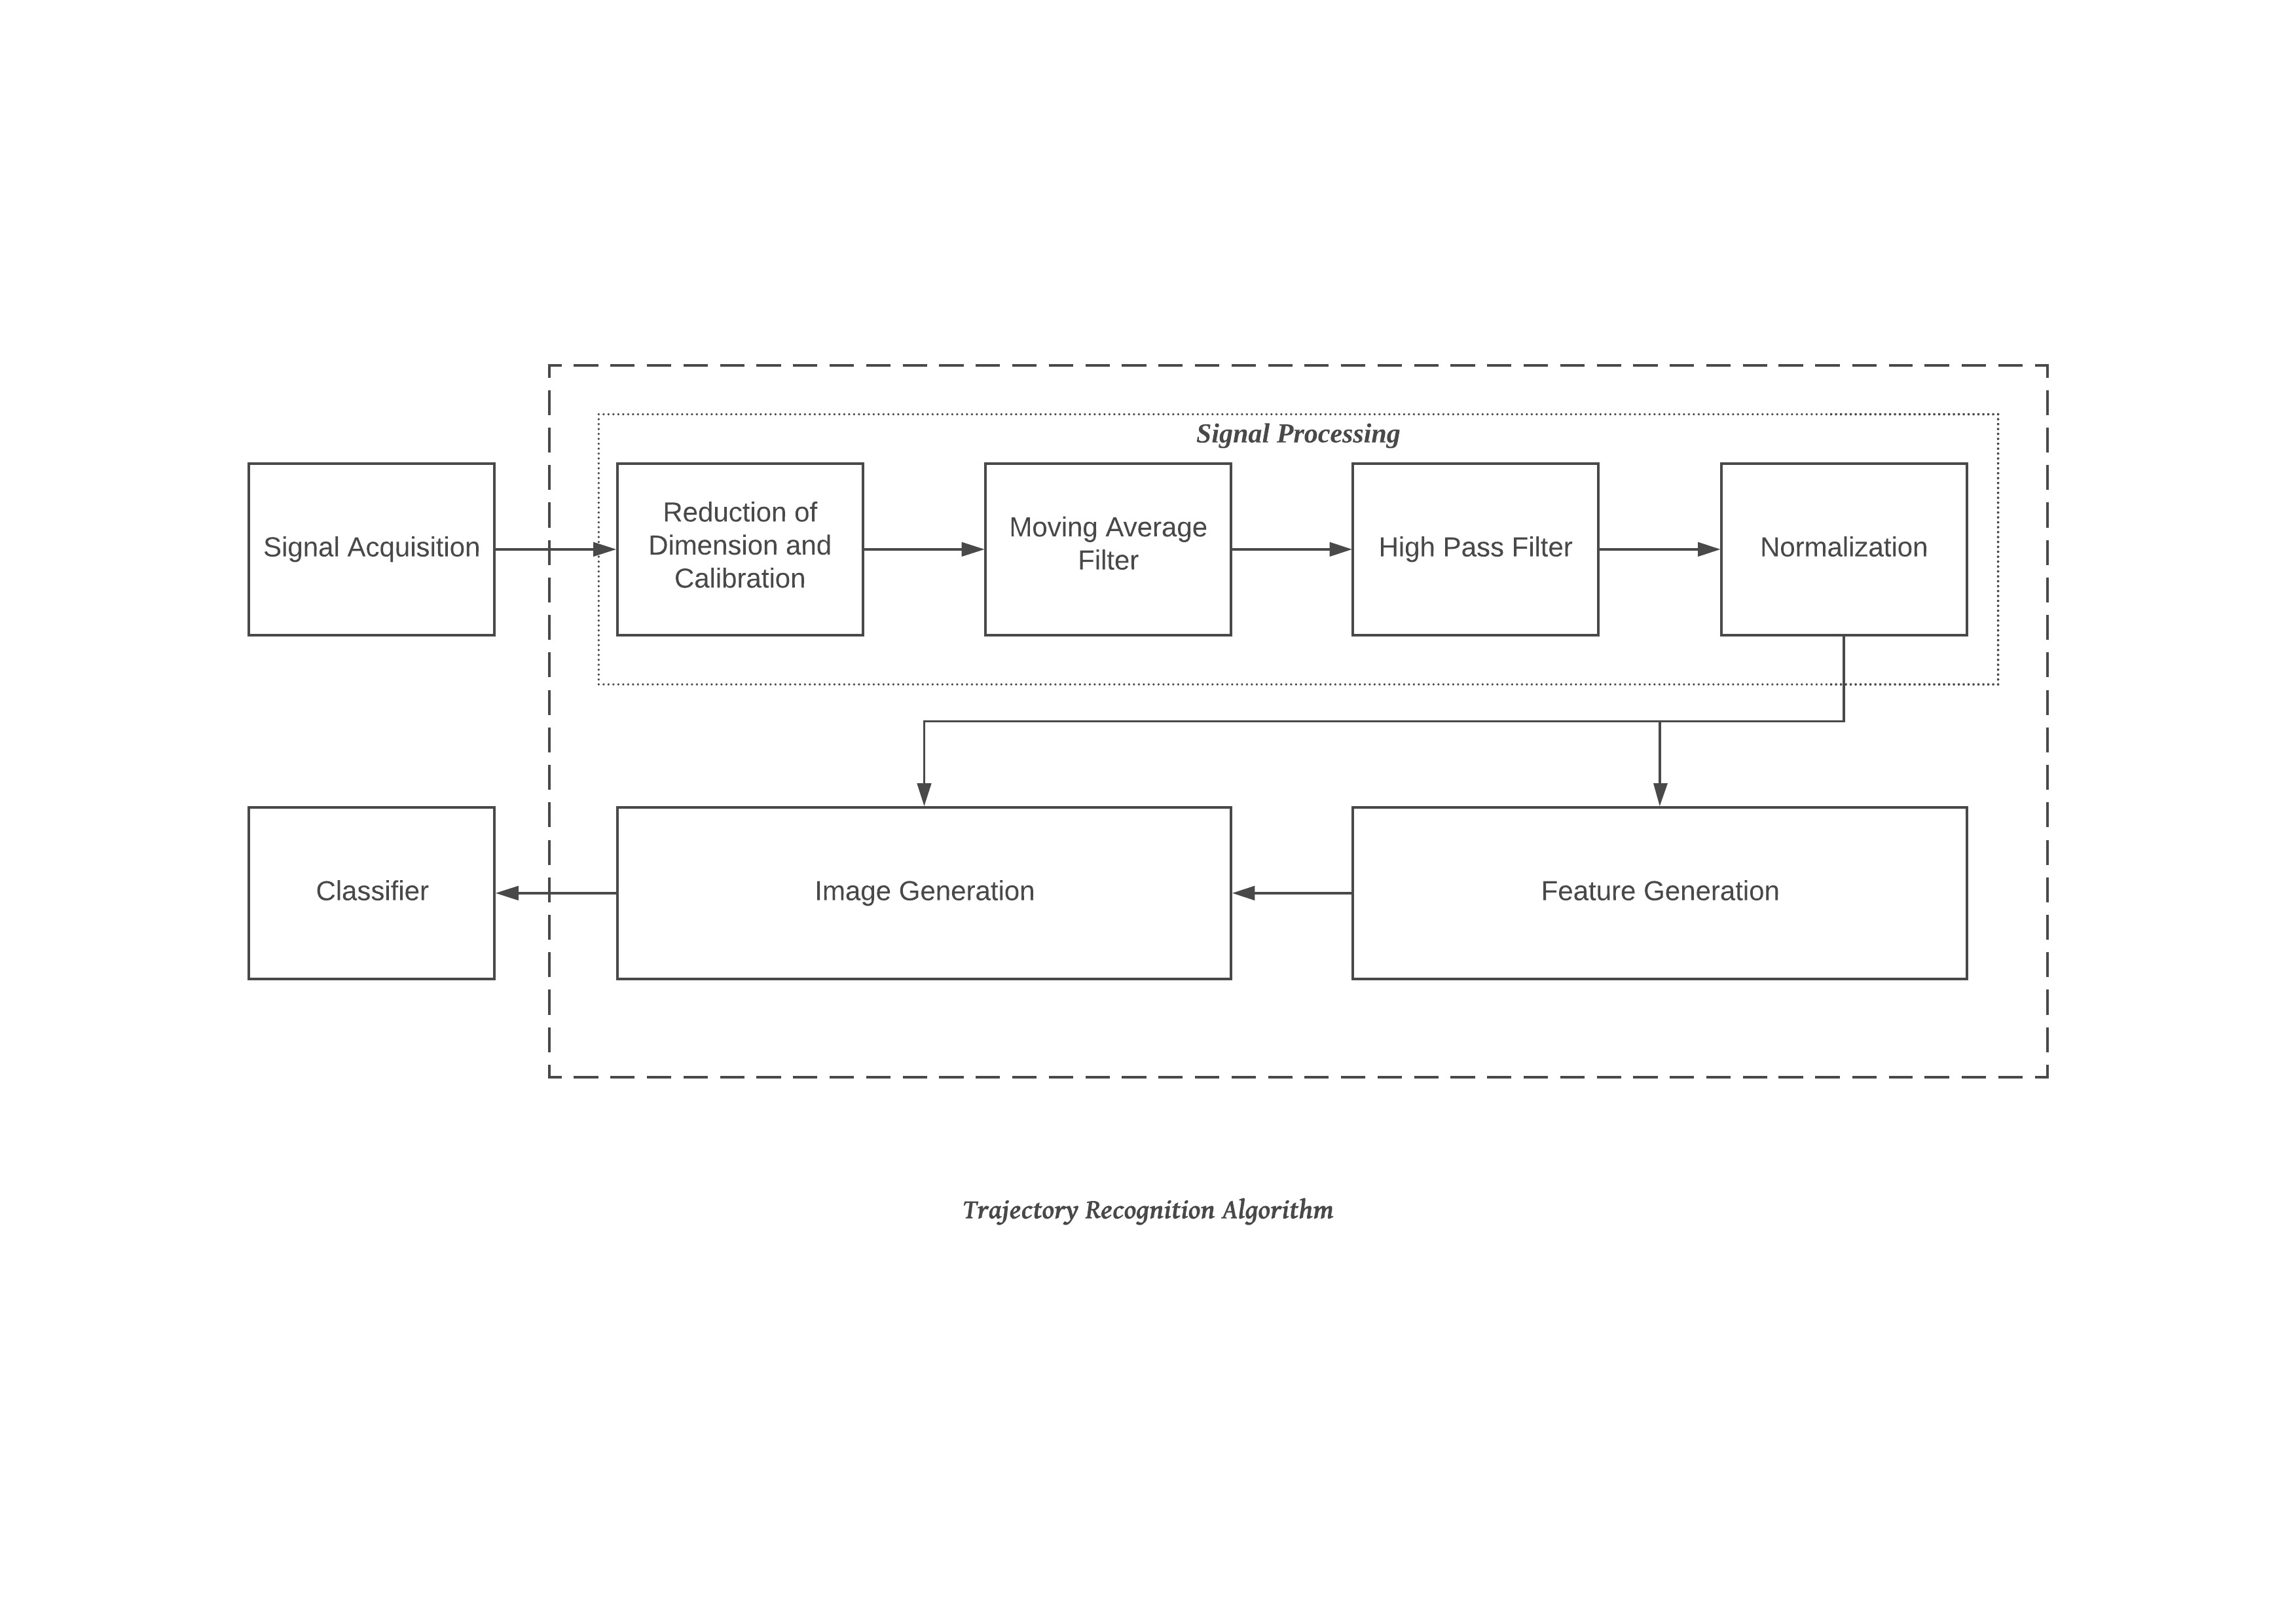 Signal Processing
Signal Acquisition
Reduction of
Dimension and
Calibration
Moving Average
Filter
High Pass Filter
Normalization
Classifier
Image Generation
Feature Generation
Trajectory Recognition Algorithm